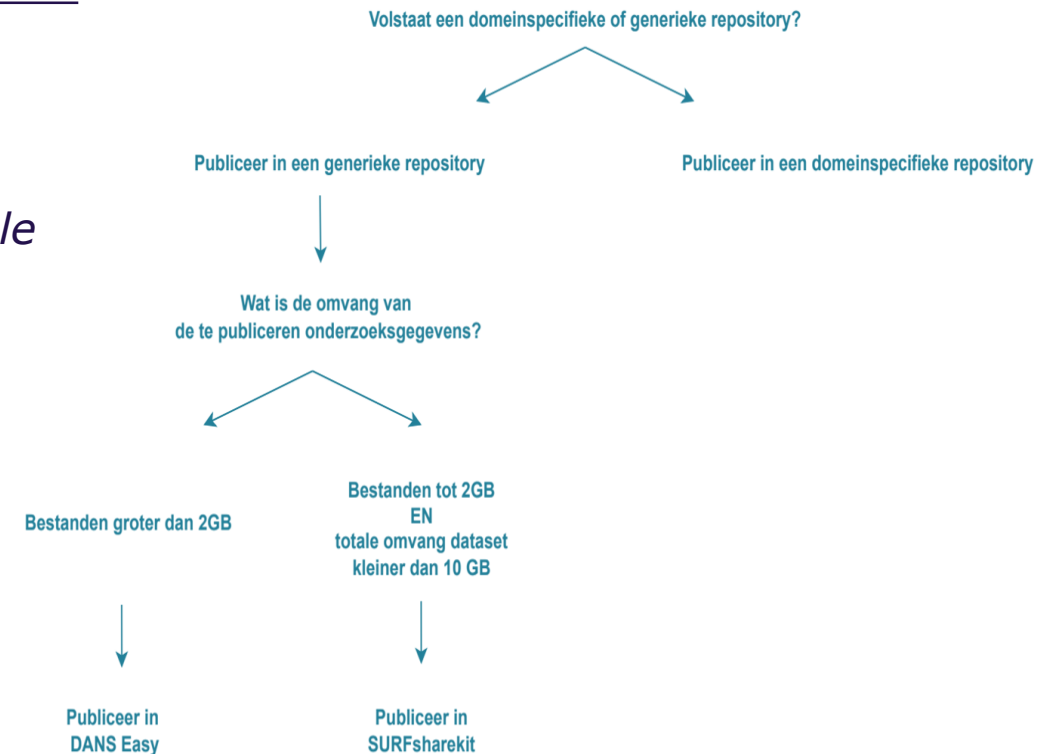 Volstaat een domeinspecifieke of generieke repository?
Publiceer in een generieke repository
Publiceer in een domeinspecifieke repository
le
Wat is de omvang van
de te publiceren onderzoeksgegevens?
Bestanden groter dan 2GB
Bestanden tot 2GB
EN
totale omvang dataset
kleiner dan 10 GB
Publiceer in
DANS Easy
Publiceer in
SURFsharekit